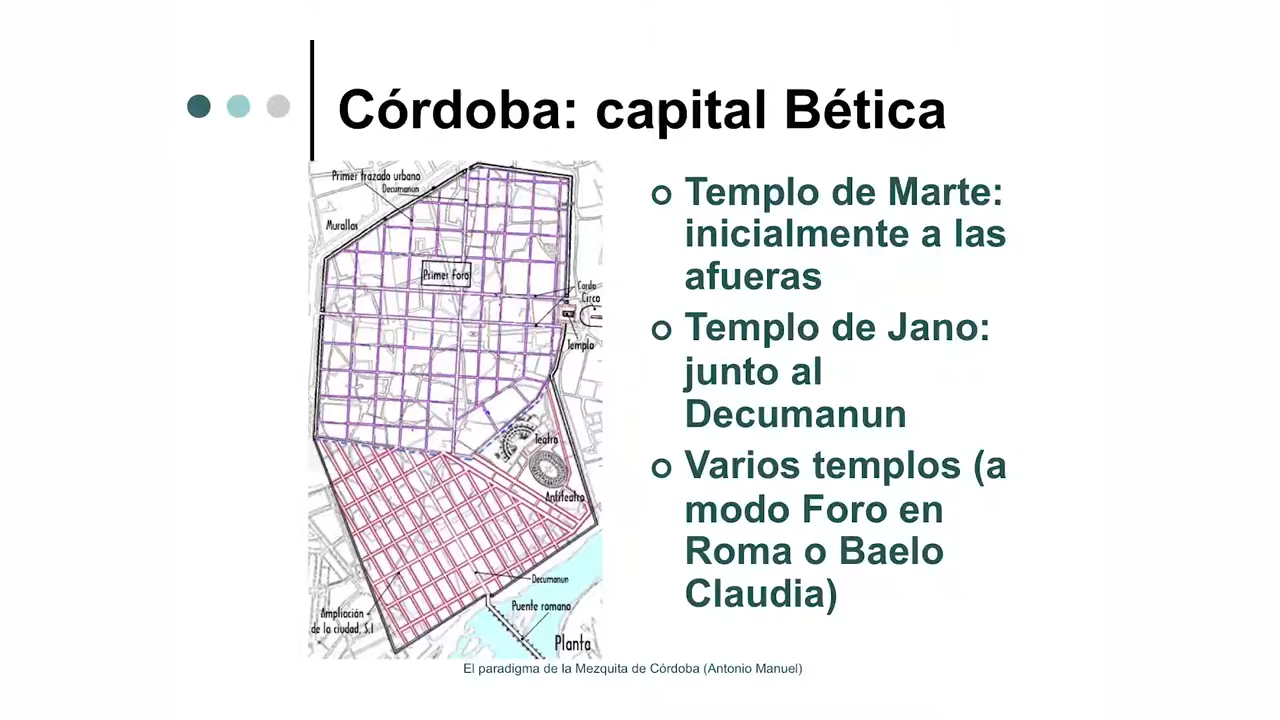 Córdoba: capital Bética
Primer trazado urbano
Decumanun
Murallas
Primer Foro
Cardo
Circo
Templo
Teatro
Anfiteatro
Decumanun
Puente romano
Ampliación
de la ciudad, S.I
Planta
Templo de Marte:
inicialmente a las
afueras
Templo de Jano:
junto al
Decumanun
Varios templos (a
modo Foro en
Roma o Baelo
Claudia)
El paradigma de la Mezquita de Córdoba (Antonio Manuel)